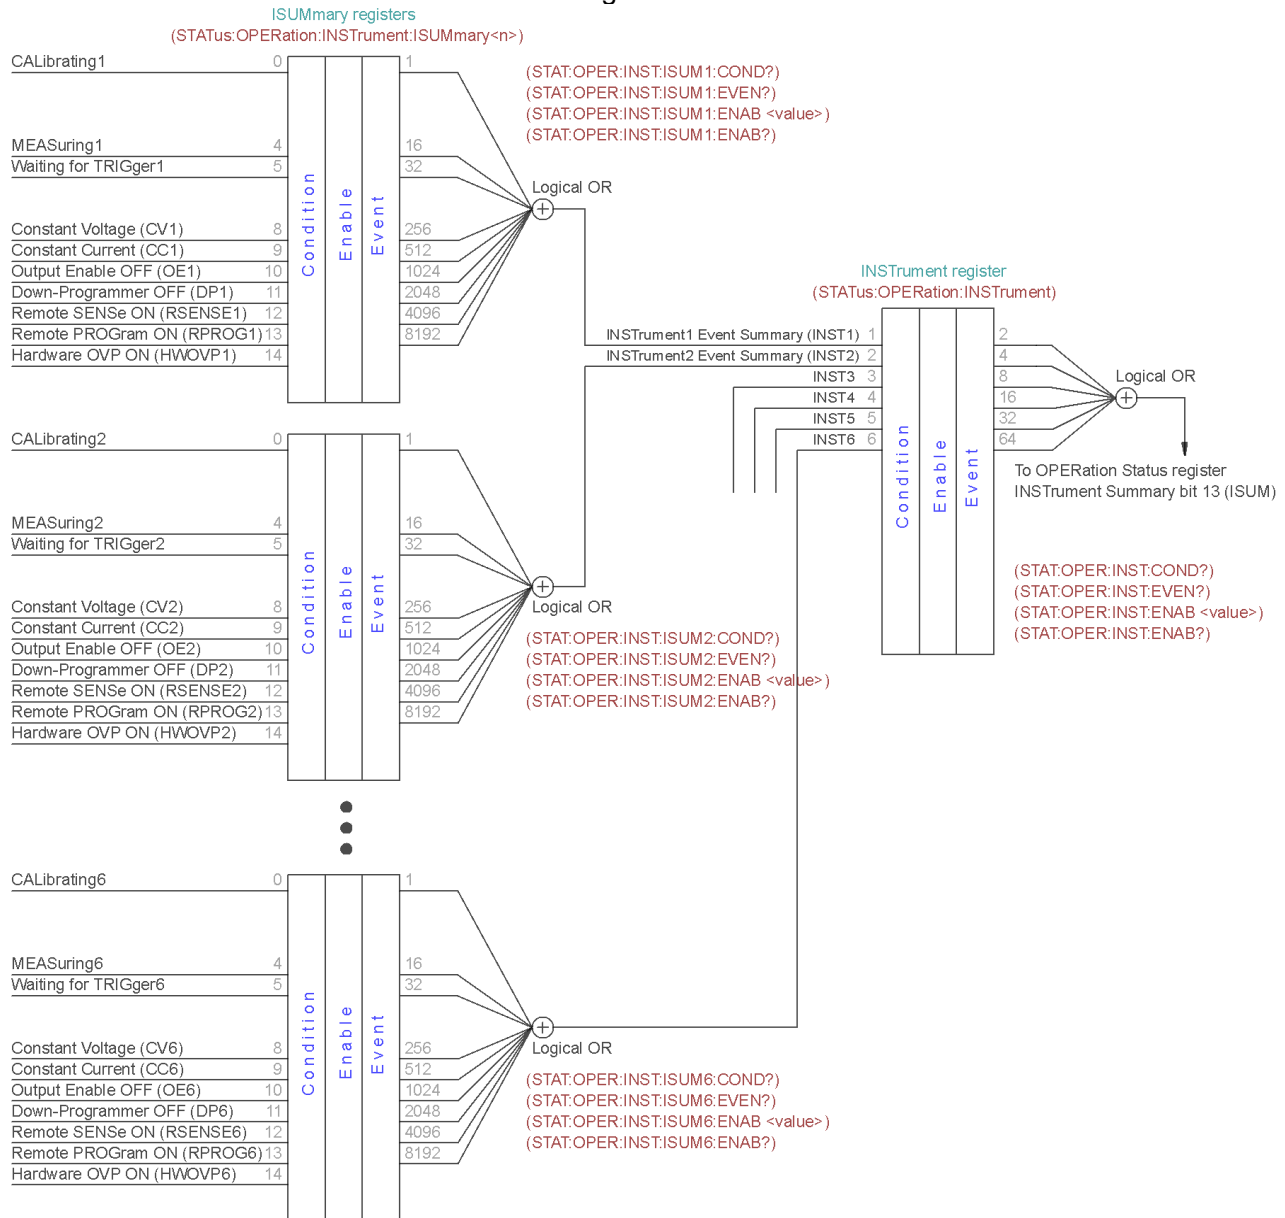 ISUMmary registers
(STATus:OPERation:INSTrument:ISUMmary<n>)
CALibrating1 0 1
(STAT:OPER:INST:ISUM1:COND?)
(STAT:OPER:INST:ISUM1:EVEN?)
(STAT:OPER:INST:ISUM1:ENAB <value>)
(STAT:OPER:INST:ISUM1:ENAB?)
MEASuring1 4 16
Waiting for TRIGger1 5 32
Logical OR
Constant Voltage (CV1) 8 256
Constant Current (CC1) 9 512
Output Enable OFF (OE1) 10 1024
Down-Programmer OFF (DP1) 11 2048
Remote SENSe ON (RSENSE1) 12 4096
Remote PROGram ON (RPROG1) 13 8192
Hardware OVP ON (HWOVP1) 14
Condition
Enable
Event
INSTrument register
(STATus:OPERation:INSTrument)
INSTrument1 Event Summary (INST1) 1 2
INSTrument2 Event Summary (INST2) 2 4
INST3 3 8
INST4 4 16
INST5 5 32
INST6 6 64
Condition
Enable
Event
Logical OR
To OPERation Status register
INSTrument Summary bit 13 (ISUM)
(STAT:OPER:INST:COND?)
(STAT:OPER:INST:EVEN?)
(STAT:OPER:INST:ENAB <value>)
(STAT:OPER:INST:ENAB?)
CALibrating2 0 1
MEASuring2 4 16
Waiting for TRIGger2 5 32
Constant Voltage (CV2) 8 256
Constant Current (CC2) 9 512
Output Enable OFF (OE2) 10 1024
Down-Programmer OFF (DP2) 11 2048
Remote SENSe ON (RSENSE2) 12 4096
Remote PROGram ON (RPROG2) 13 8192
Hardware OVP ON (HWOVP2) 14
Condition
Enable
Event
Logical OR
(STAT:OPER:INST:ISUM2:COND?)
(STAT:OPER:INST:ISUM2:EVEN?)
(STAT:OPER:INST:ISUM2:ENAB <value>)
(STAT:OPER:INST:ISUM2:ENAB?)
CALibrating6 0 1
MEASuring6 4 16
Waiting for TRIGger6 5 32
Constant Voltage (CV6) 8 256
Constant Current (CC6) 9 512
Output Enable OFF (OE6) 10 1024
Down-Programmer OFF (DP6) 11 2048
Remote SENSe ON (RSENSE6) 12 4096
Remote PROGram ON (RPROG6) 13 8192
Hardware OVP ON (HWOVP6) 14
Condition
Enable
Event
Logical OR
(STAT:OPER:INST:ISUM6:COND?)
(STAT:OPER:INST:ISUM6:EVEN?)
(STAT:OPER:INST:ISUM6:ENAB <value>)
(STAT:OPER:INST:ISUM6:ENAB?)